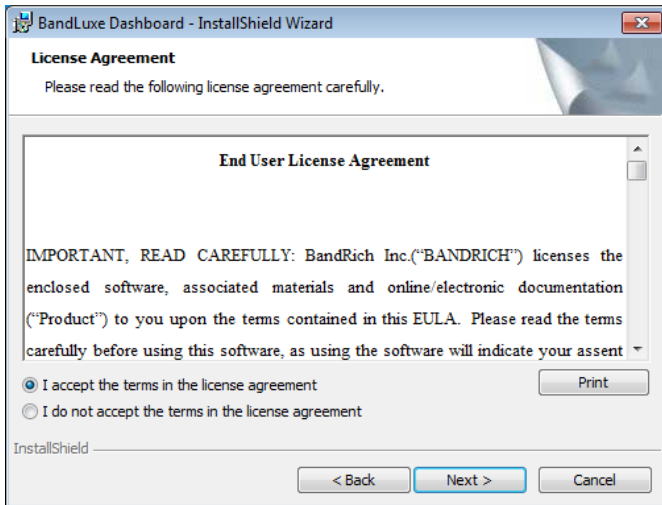 BandLuxe Dashboard - InstallShield Wizard
License Agreement
Please read the following license agreement carefully.
End User License Agreement
IMPORTANT, READ CAREFULLY: BandRich Inc.(“BANDRICH”) licenses the
enclosed software, associated materials and online/electronic documentation
(“Product”) to you upon the terms contained in this EULA. Please read the terms
carefully before using this software, as using the software will indicate your assent
I accept the terms in the license agreement
Print
I do not accept the terms in the license agreement
InstallShield
< Back
Next >
Cancel